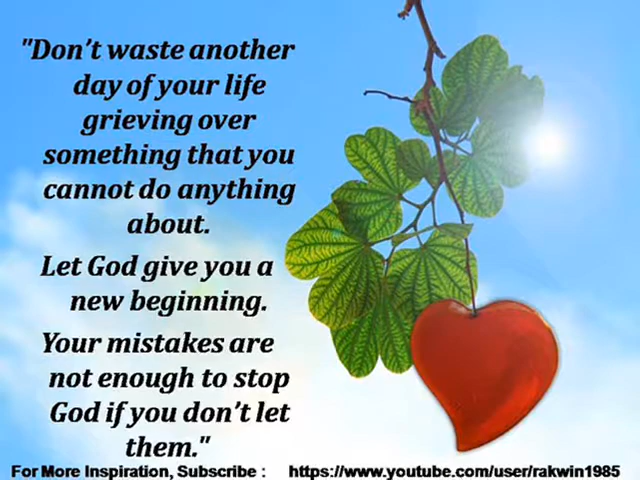 "Don't waste another
day of your life
grieving over
something that you
cannot do anything
about.
Let God give you a
new beginning.
Your mistakes are
not enough to stop
God if you don't let
them."
For More Inspiration, Subscribe : https://www.youtube.com/user/rakwin1985